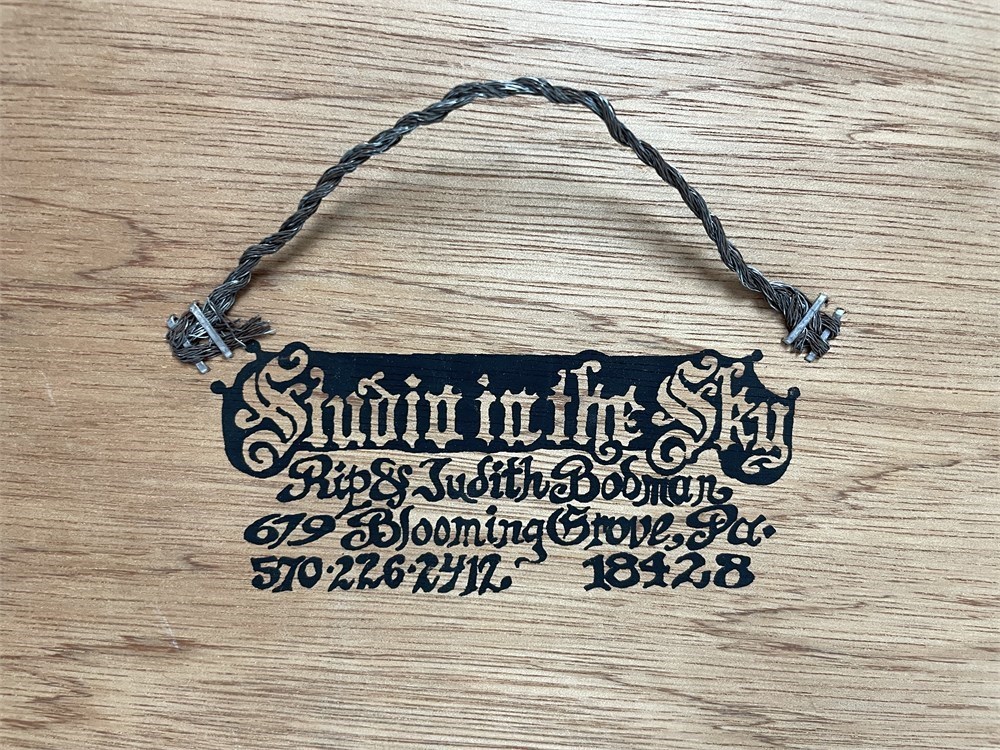 Studio in the Sky
Rip & Judith Bodman
679 Blooming Grove, Pa.
570·226·2412. 18428